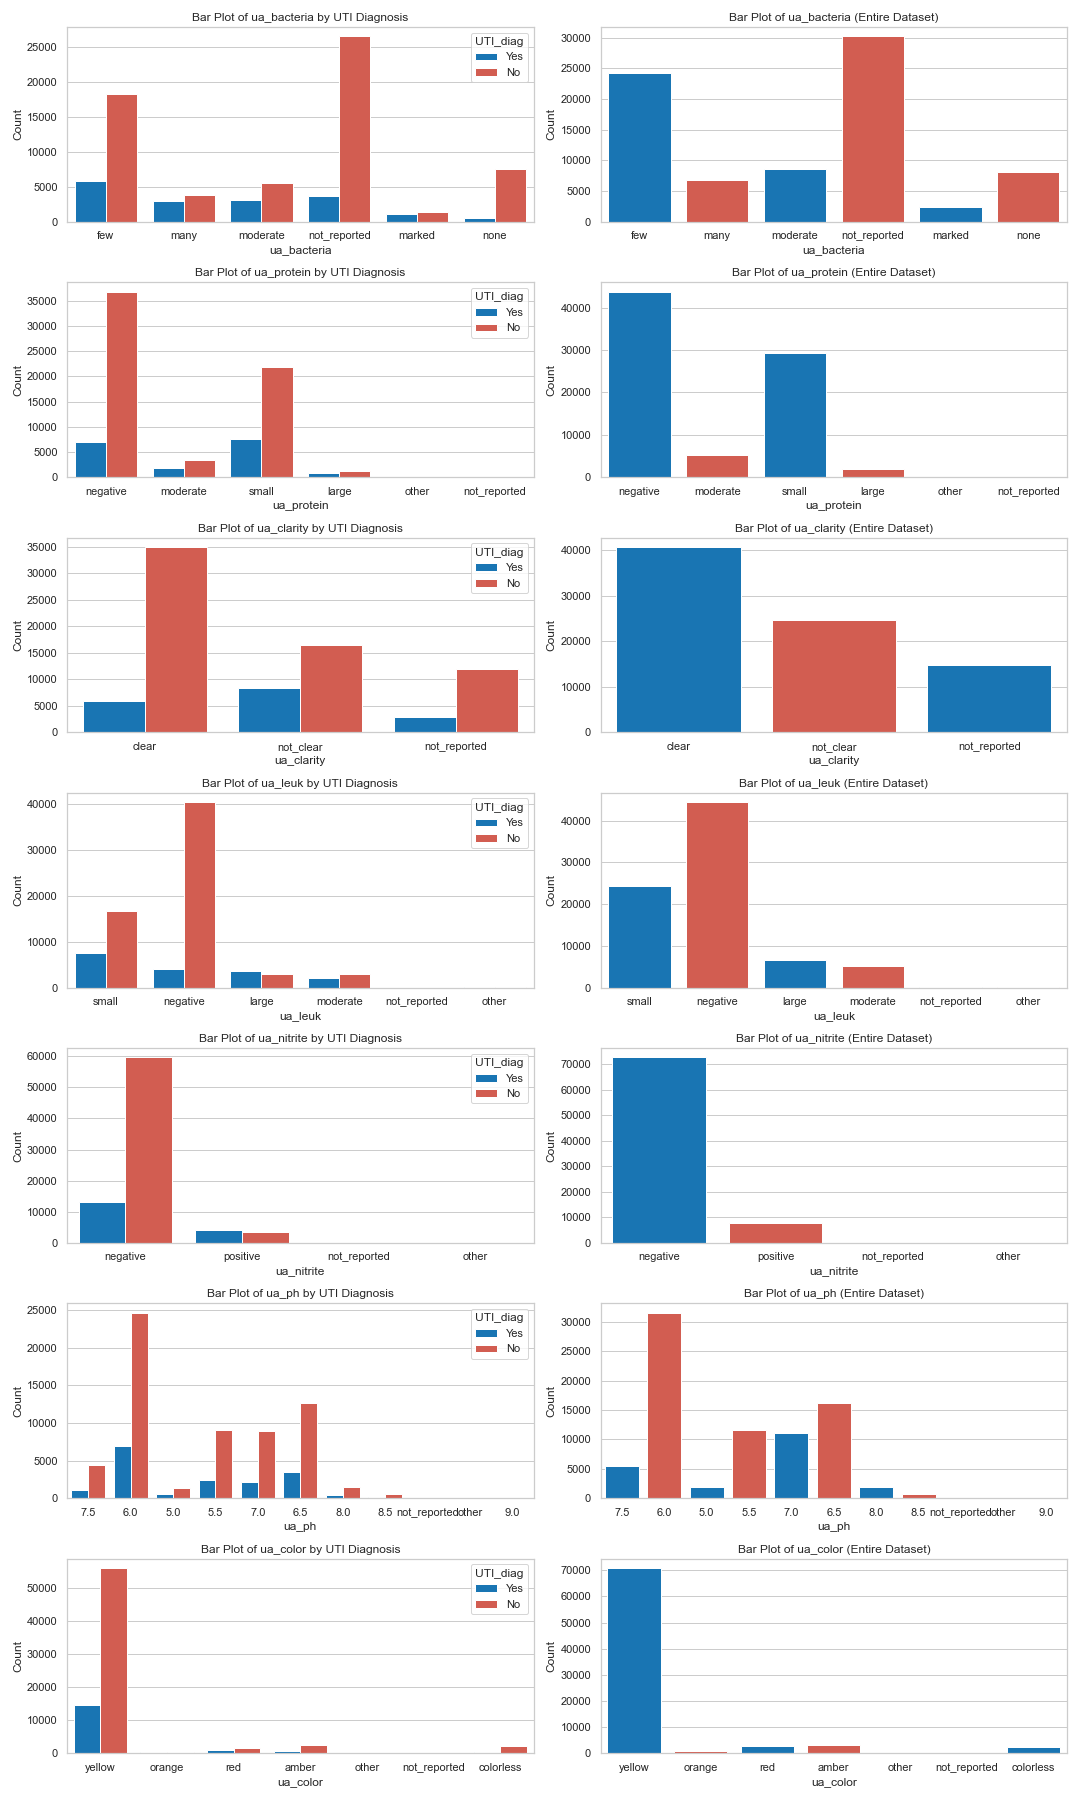 Bar Plot of ua_bacteria by UTI Diagnosis
25000
20000
15000
10000
5000
0
Count
UTI_diag
Yes
No
few many moderate not_reported marked none
ua_bacteria
Bar Plot of ua_bacteria (Entire Dataset)
30000
25000
20000
15000
10000
5000
0
Count
few many moderate not_reported marked none
ua_bacteria
Bar Plot of ua_protein by UTI Diagnosis
35000
30000
25000
20000
15000
10000
5000
0
Count
UTI_diag
Yes
No
negative moderate small large other not_reported
ua_protein
Bar Plot of ua_protein (Entire Dataset)
40000
30000
20000
10000
0
Count
negative moderate small large other not_reported
ua_protein
Bar Plot of ua_clarity by UTI Diagnosis
35000
30000
25000
20000
15000
10000
5000
0
Count
UTI_diag
Yes
No
clear not_clear not_reported
ua_clarity
Bar Plot of ua_clarity (Entire Dataset)
40000
30000
20000
10000
0
Count
clear not_clear not_reported
ua_clarity
Bar Plot of ua_leuk by UTI Diagnosis
40000
30000
20000
10000
0
Count
UTI_diag
Yes
No
small negative large moderate not_reported other
ua_leuk
Bar Plot of ua_leuk (Entire Dataset)
40000
30000
20000
10000
0
Count
small negative large moderate not_reported other
ua_leuk
Bar Plot of ua_nitrite by UTI Diagnosis
60000
50000
40000
30000
20000
10000
0
Count
UTI_diag
Yes
No
negative positive not_reported other
ua_nitrite
Bar Plot of ua_nitrite (Entire Dataset)
70000
60000
50000
40000
30000
20000
10000
0
Count
negative positive not_reported other
ua_nitrite
Bar Plot of ua_ph by UTI Diagnosis
25000
20000
15000
10000
5000
0
Count
UTI_diag
Yes
No
7.5 6.0 5.0 5.5 7.0 6.5 8.0 8.5 not_reported other 9.0
ua_ph
Bar Plot of ua_ph (Entire Dataset)
30000
25000
20000
15000
10000
5000
0
Count
7.5 6.0 5.0 5.5 7.0 6.5 8.0 8.5 not_reported other 9.0
ua_ph
Bar Plot of ua_color by UTI Diagnosis
50000
40000
30000
20000
10000
0
Count
UTI_diag
Yes
No
yellow orange red amber other not_reported colorless
ua_color
Bar Plot of ua_color (Entire Dataset)
70000
60000
50000
40000
30000
20000
10000
0
Count
yellow orange red amber other not_reported colorless
ua_color